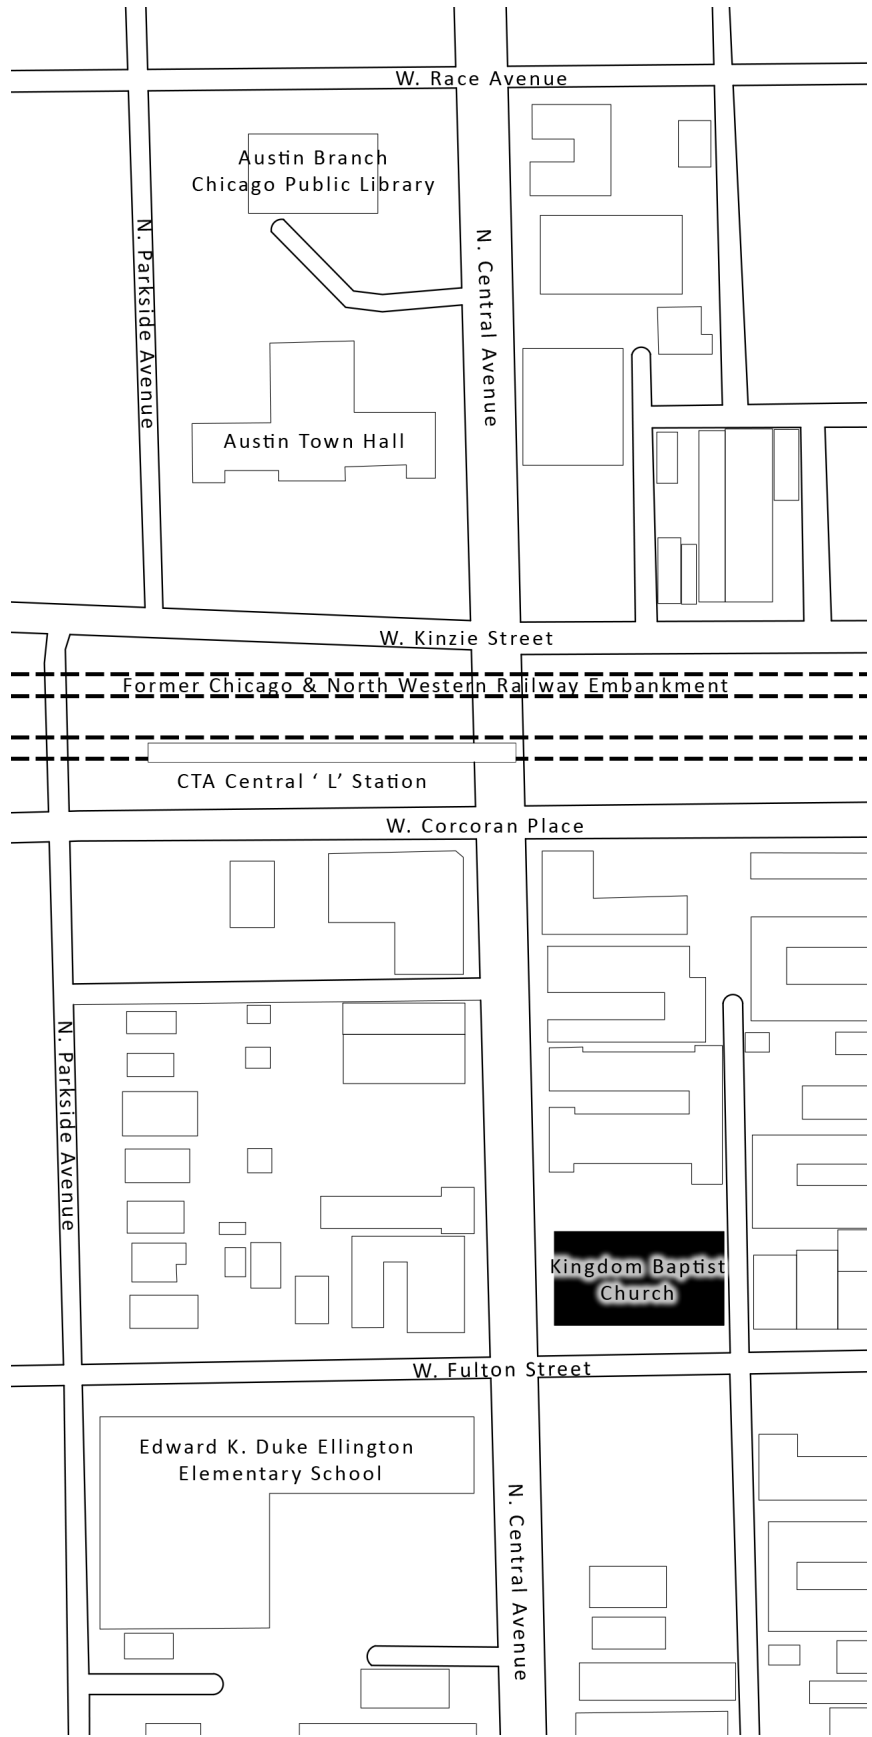 W. Race Avenue
Austin Branch
Chicago Public Library
N. Parkside Avenue
N. Central Avenue
Austin Town Hall
W. Kinzie Street
Former Chicago & North Western Railway Embankment
CTA Central ‘ L’ Station
W. Corcoran Place
N. Parkside Avenue
Kingdom Baptist
Church
W. Fulton Street
Edward K. Duke Ellington
Elementary School
N. Central Avenue